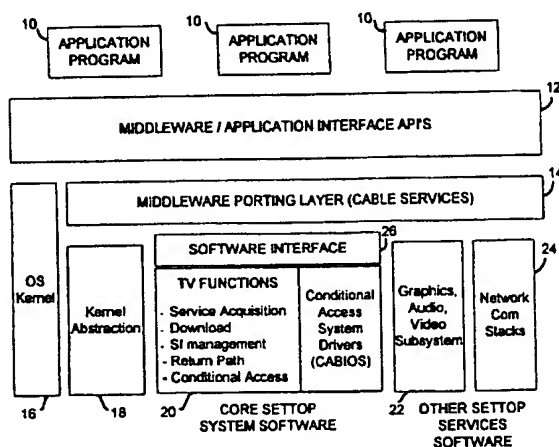 10
APPLICATION
PROGRAM
10
APPLICATION
PROGRAM
10
APPLICATION
PROGRAM
12
MIDDLEWARE / APPLICATION INTERFACE API'S
14
MIDDLEWARE PORTING LAYER (CABLE SERVICES)
OS
Kernel
Kernel
Abstraction
26
SOFTWARE INTERFACE
TV FUNCTIONS
- Service Acquisition
- Download
- SI management
- Return Path
- Conditional Access
Conditional
Access
System
Drivers
(CABIOS)
Graphics,
Audio,
Video
Subsystem
24
Network
Com
Stacks
16
18
20
CORE SETTOP
SYSTEM SOFTWARE
22
OTHER SETTOP
SERVICES
SOFTWARE